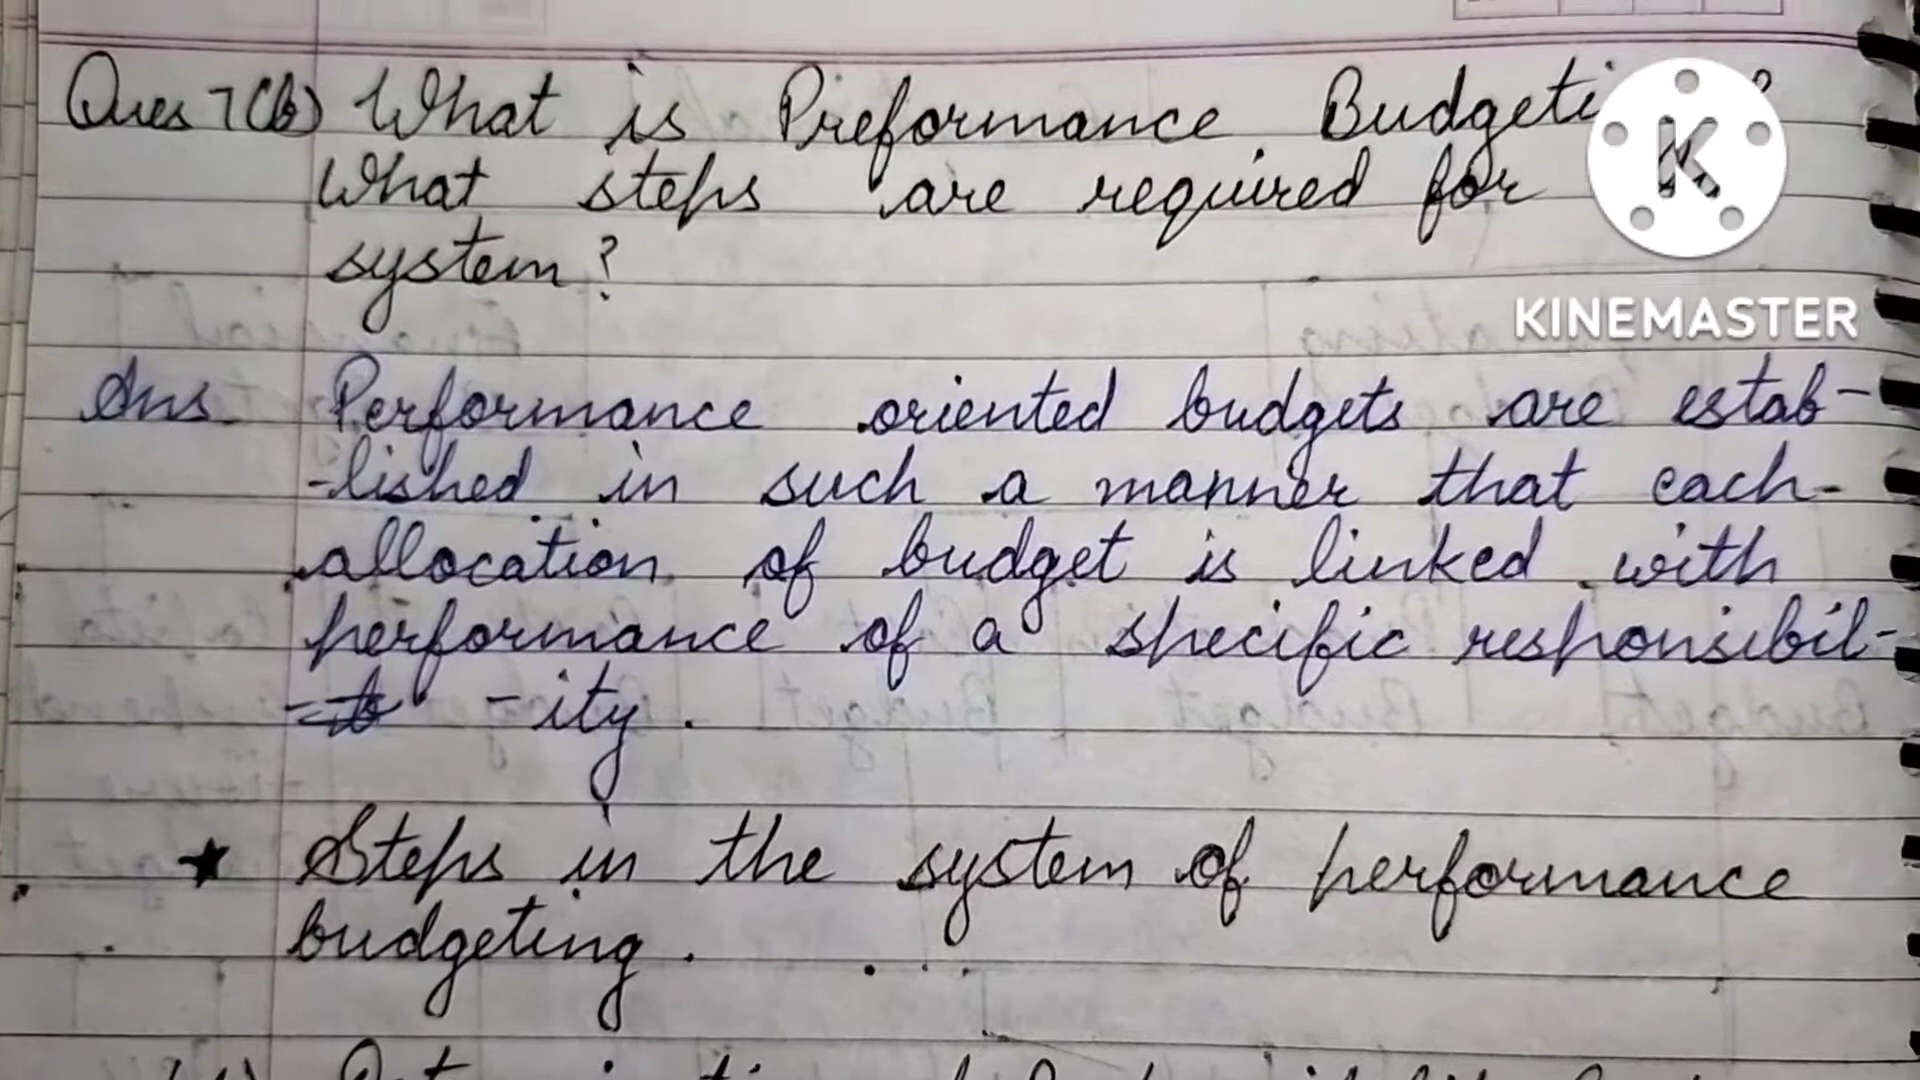 Ques 7(b) What is Preformance Budgeti ?
What steps are required for
system?
KINEMASTER
Ans Performance oriented budgets are estab-
-lished in such a manner that each
allocation of budget is linked with
performance of a specific responsibil-
-ity.
★ Steps in the system of performance
budgeting.